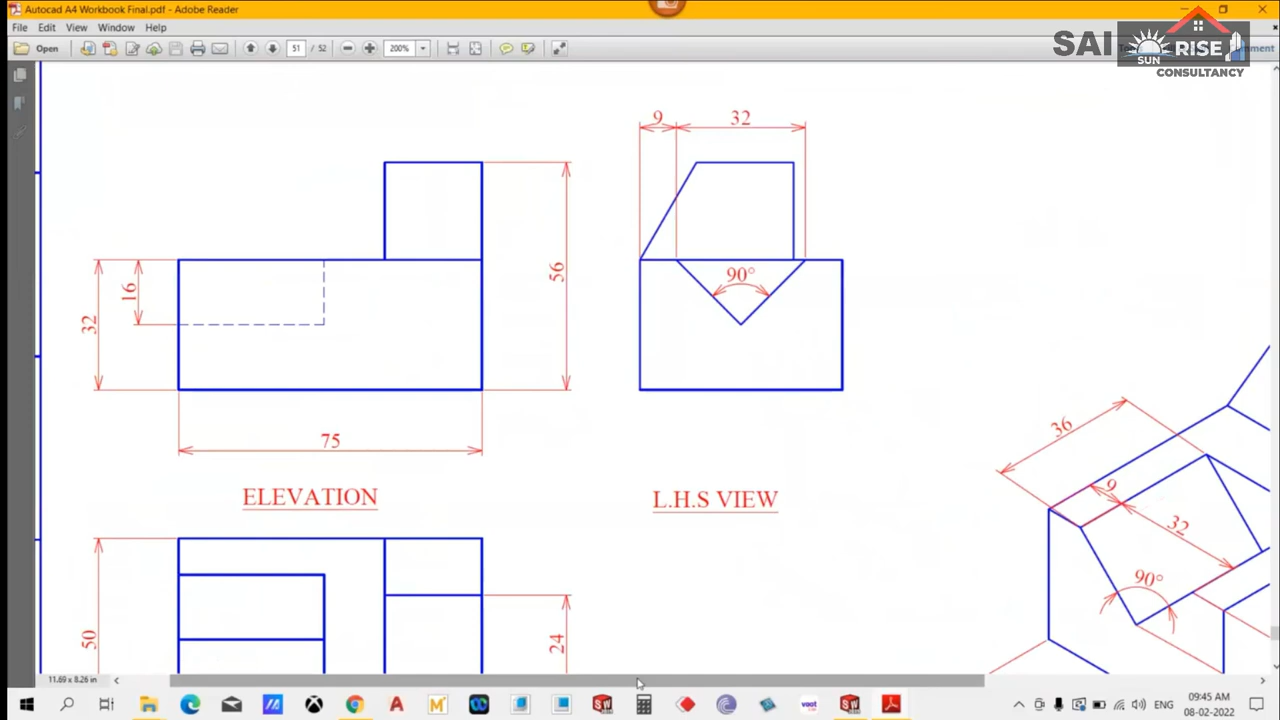 Autocad A4 Workbook Final.pdf - Adobe Reader
File Edit View Window Help
Open 51 / 52 200%
SAI SUN RISE
CONSULTANCY
9 32
16
32
56
90°
75
ELEVATION
L.H.S VIEW
36
9
32
90°
50
24
11.69 x 8.26 in
ENG
09:45 AM
08-02-2022